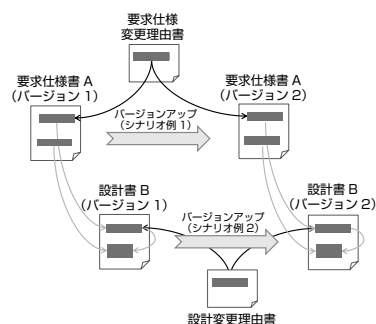 要求仕様
変更理由書
要求仕様書 A
（バージョン 1）
要求仕様書 A
（バージョン 2）
バージョンアップ
（シナリオ例 1）
設計書 B
（バージョン 1）
設計書 B
（バージョン 2）
バージョンアップ
（シナリオ例 2）
設計変更理由書